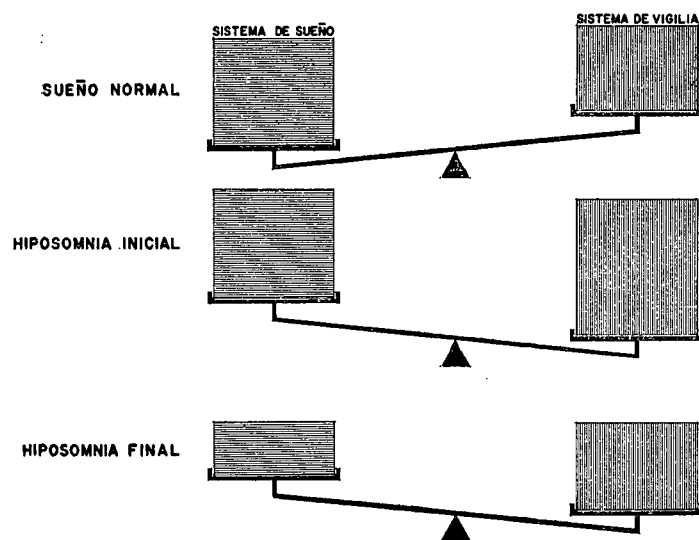 SISTEMA DE SUEÑO
SISTEMA DE VIGILIA
SUEÑO NORMAL
HIPOSOMNIA INICIAL
HIPOSOMNIA FINAL